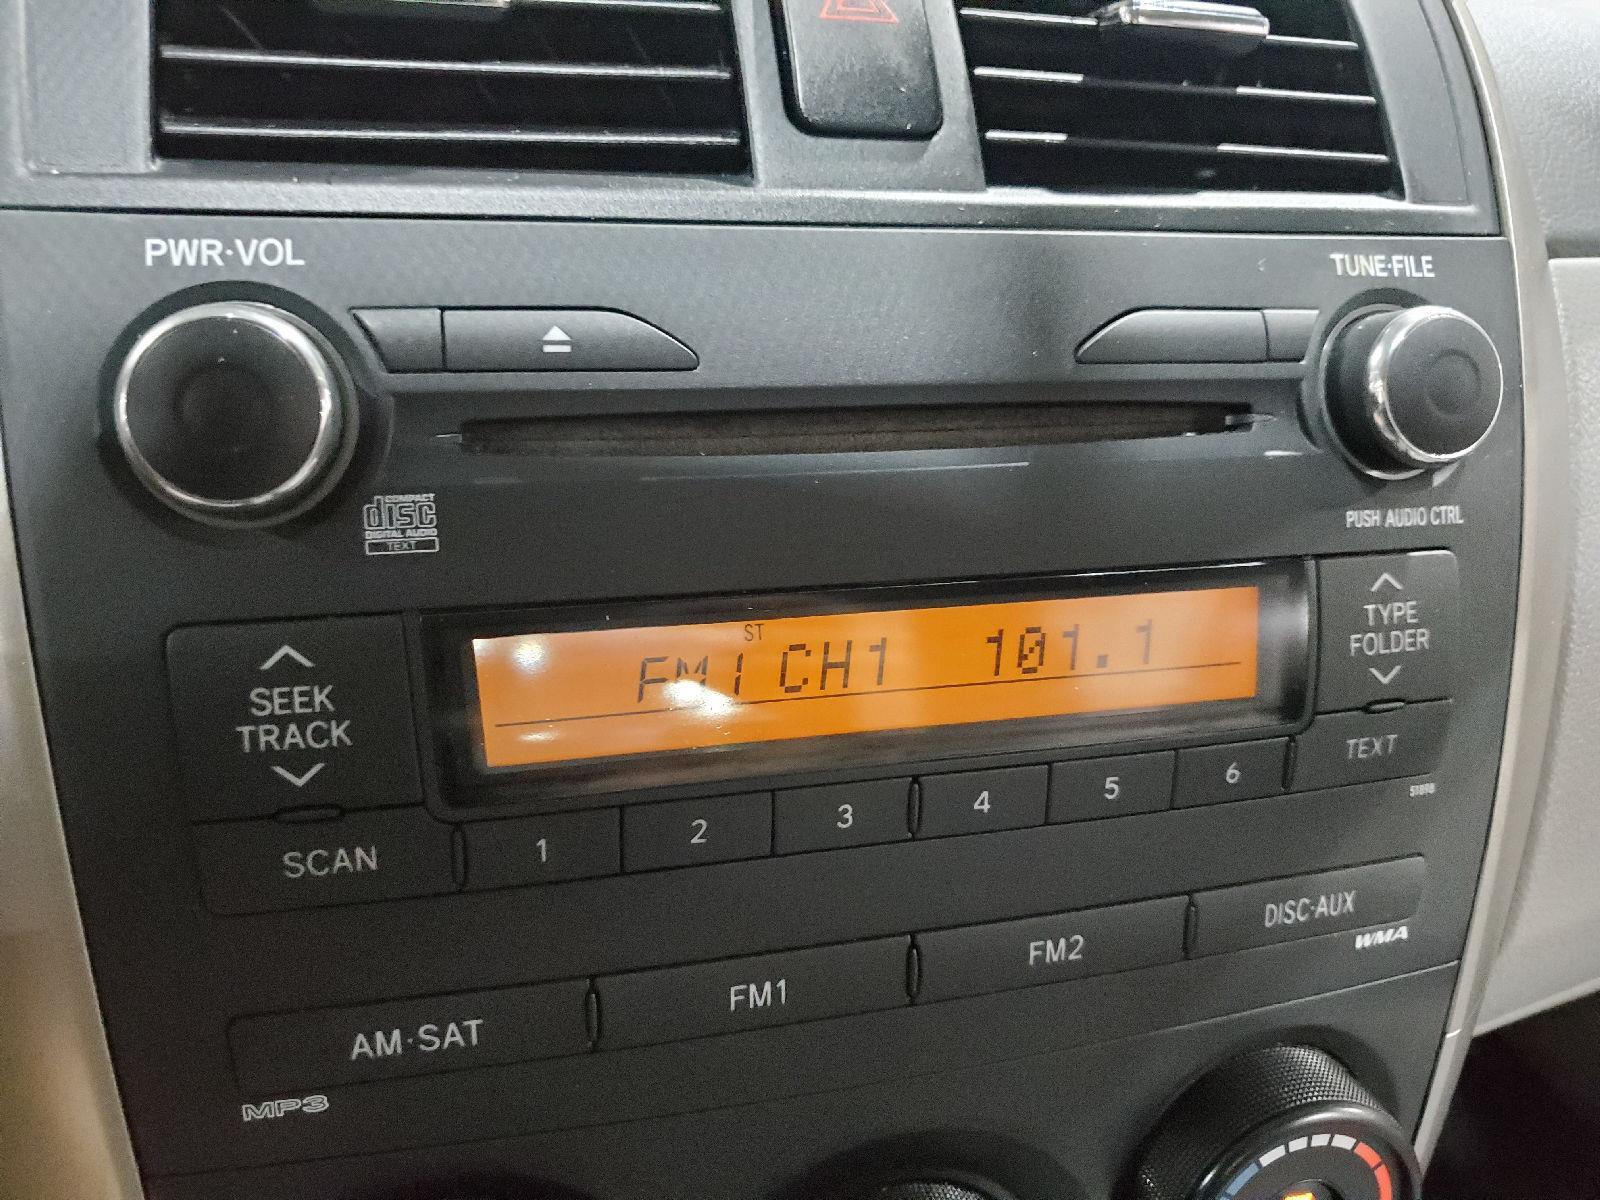 PWR·VOL
TUNE·FILE
COMPACT
disc
DIGITAL AUDIO
TEXT
PUSH AUDIO CTRL
ST
FM1 CH1 101.1
SEEK
TRACK
TYPE
FOLDER
TEXT
51898
SCAN
1
2
3
4
5
6
AM·SAT
FM1
FM2
DISC·AUX
WMA
MP3